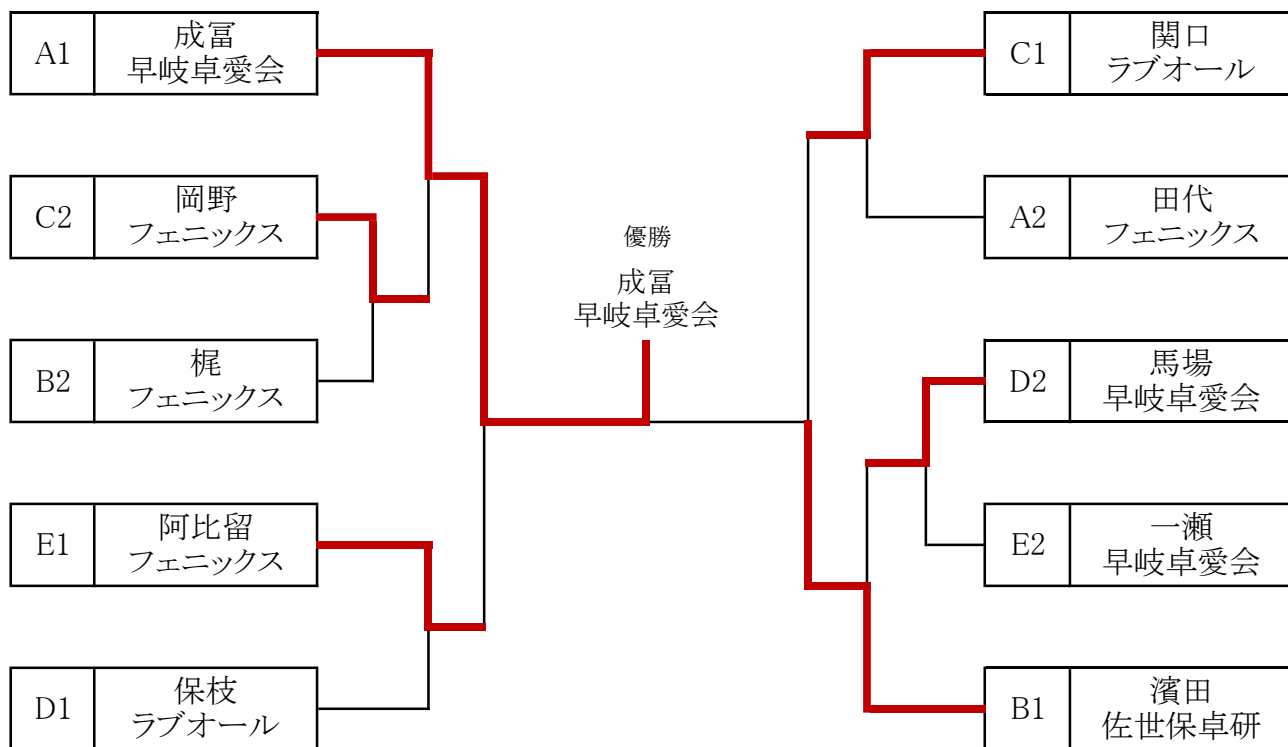 A1
成冨
早岐卓愛会
C2
岡野
フェニックス
B2
梶
フェニックス
E1
阿比留
フェニックス
D1
保枝
ラブオール
優勝
成冨
早岐卓愛会
C1
関口
ラブオール
A2
田代
フェニックス
D2
馬場
早岐卓愛会
E2
一瀬
早岐卓愛会
B1
濱田
佐世保卓研